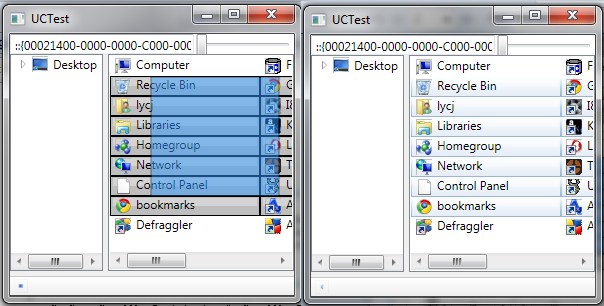 UCTest
::{00021400-0000-0000-C000-000
Desktop
Computer F
Recycle Bin G
lycj I8
Libraries K
Homegroup L
Network T
Control Panel U
bookmarks A
Defraggler A
UCTest
::{00021400-0000-0000-C000-000
Desktop
Computer F
Recycle Bin G
lycj I8
Libraries K
Homegroup L
Network T
Control Panel U
bookmarks A
Defraggler A